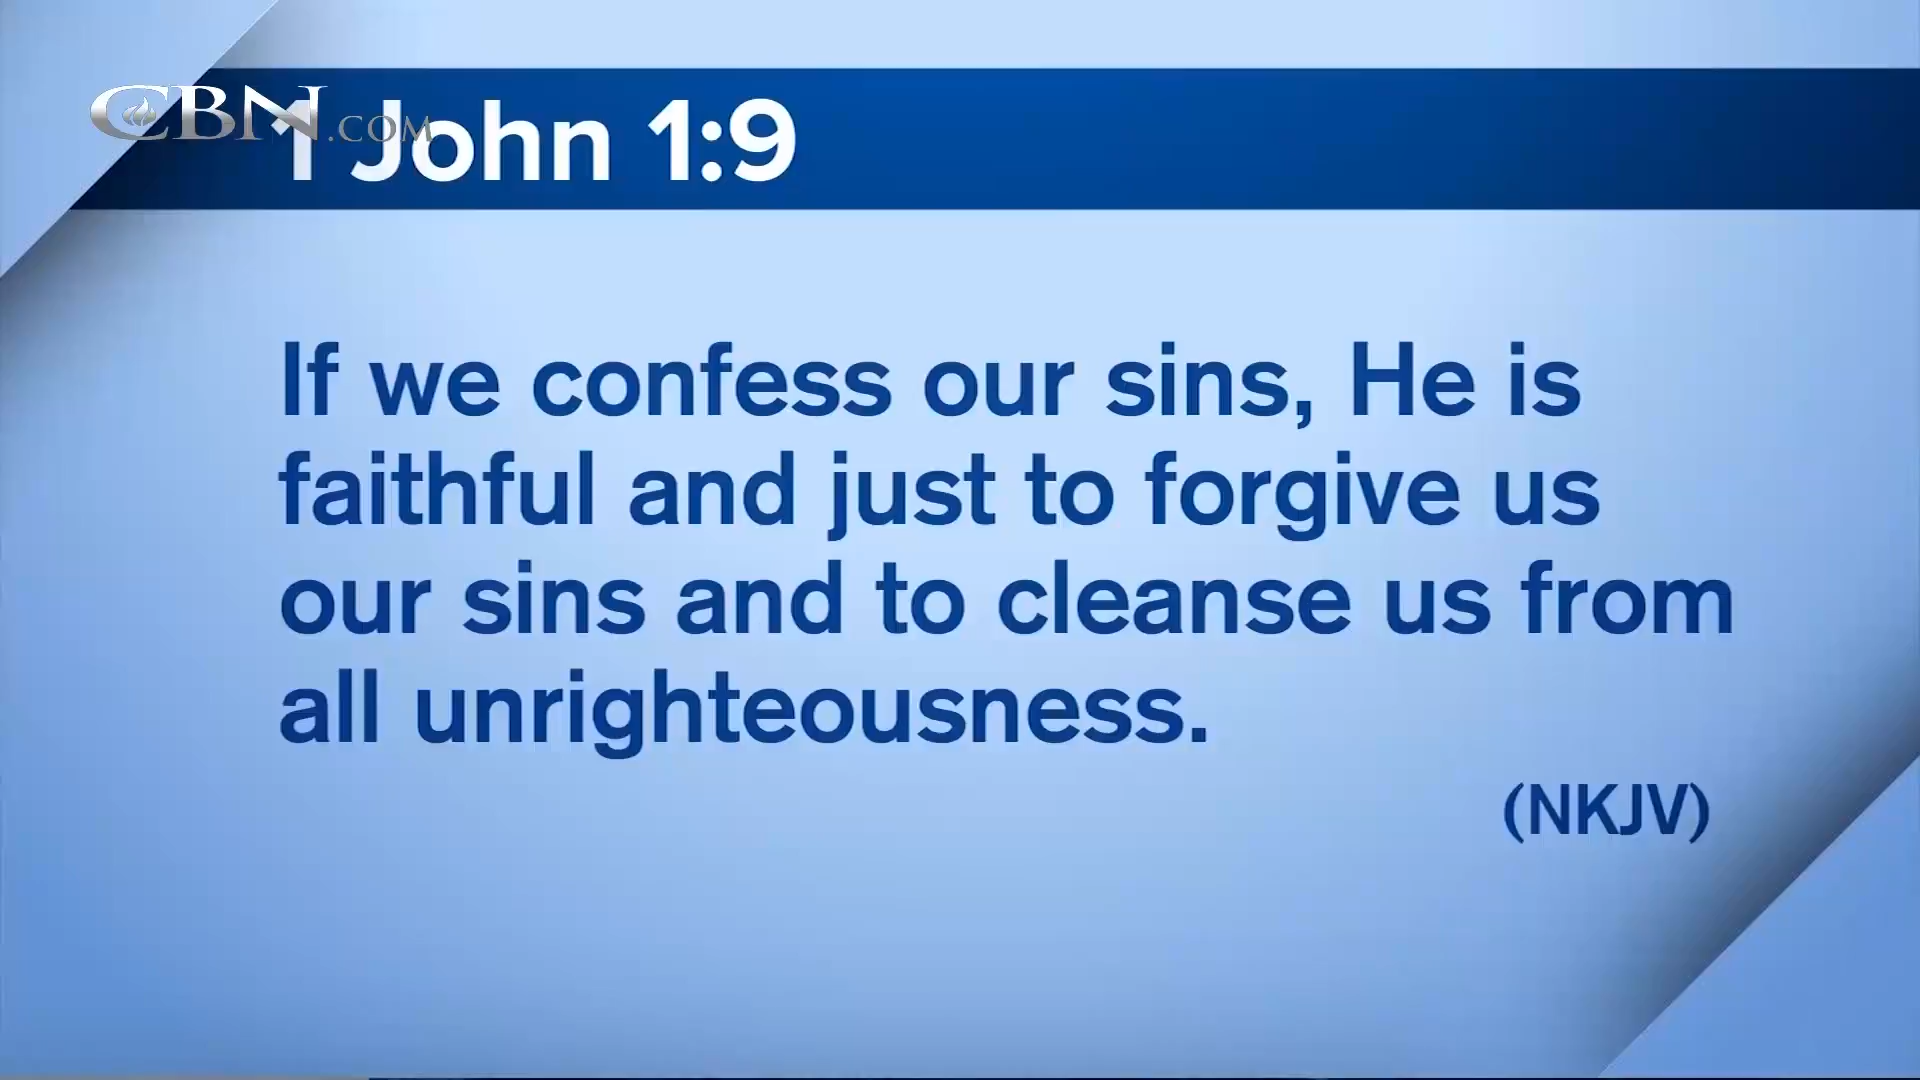 CBN.COM
1 John 1:9
If we confess our sins, He is
faithful and just to forgive us
our sins and to cleanse us from
all unrighteousness.
(NKJV)